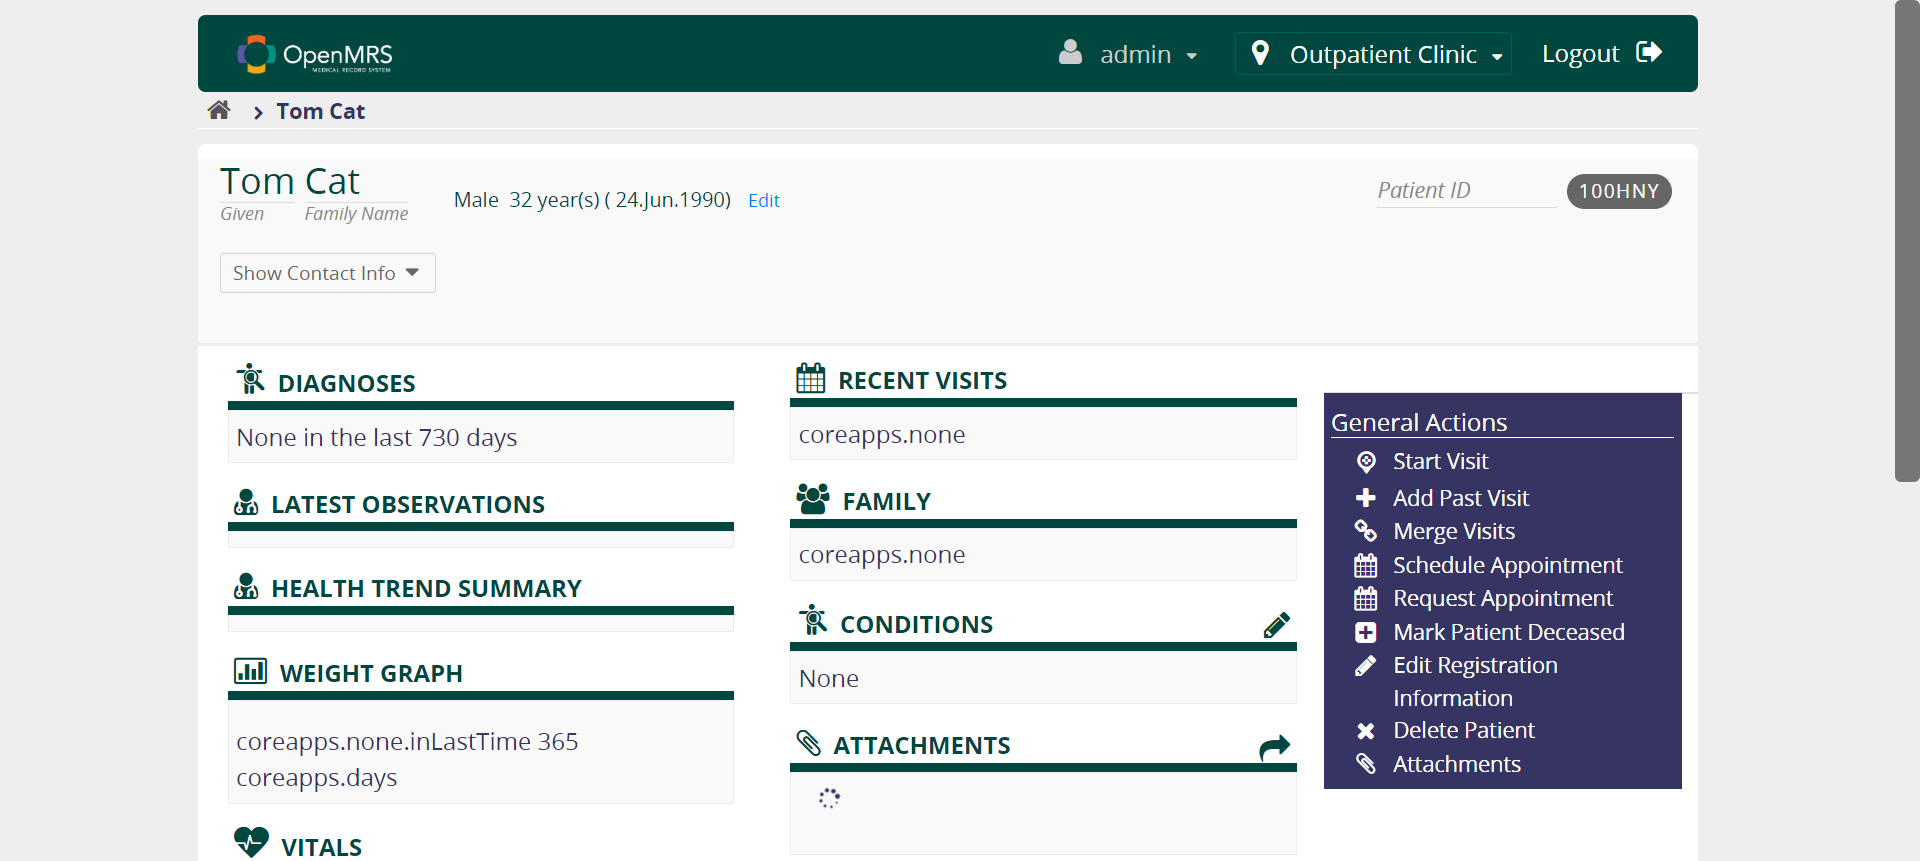 OpenMRS
MEDICAL RECORD SYSTEM
admin
Outpatient Clinic
Logout
Tom Cat
Tom Cat
Given
Family Name
Male 32 year(s) ( 24.Jun.1990) Edit
Patient ID
100HNY
Show Contact Info
DIAGNOSES
None in the last 730 days
LATEST OBSERVATIONS
HEALTH TREND SUMMARY
WEIGHT GRAPH
coreapps.none.inLastTime 365
coreapps.days
VITALS
RECENT VISITS
coreapps.none
FAMILY
coreapps.none
CONDITIONS
None
ATTACHMENTS
General Actions
Start Visit
Add Past Visit
Merge Visits
Schedule Appointment
Request Appointment
Mark Patient Deceased
Edit Registration
Information
Delete Patient
Attachments